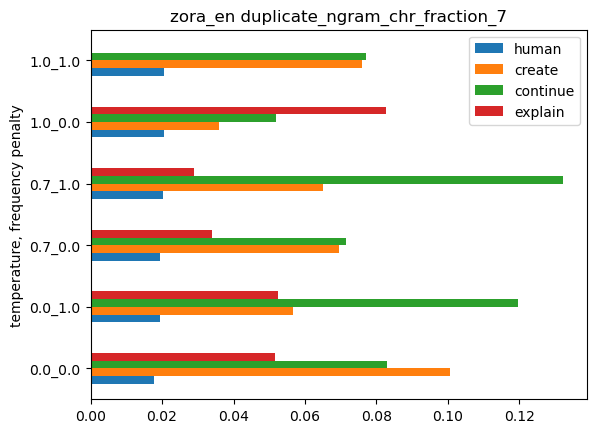 zora_en duplicate_ngram_chr_fraction_7
human
create
continue
explain
temperature, frequency penalty
1.0_1.0
1.0_0.0
0.7_1.0
0.7_0.0
0.0_1.0
0.0_0.0
0.00 0.02 0.04 0.06 0.08 0.10 0.12